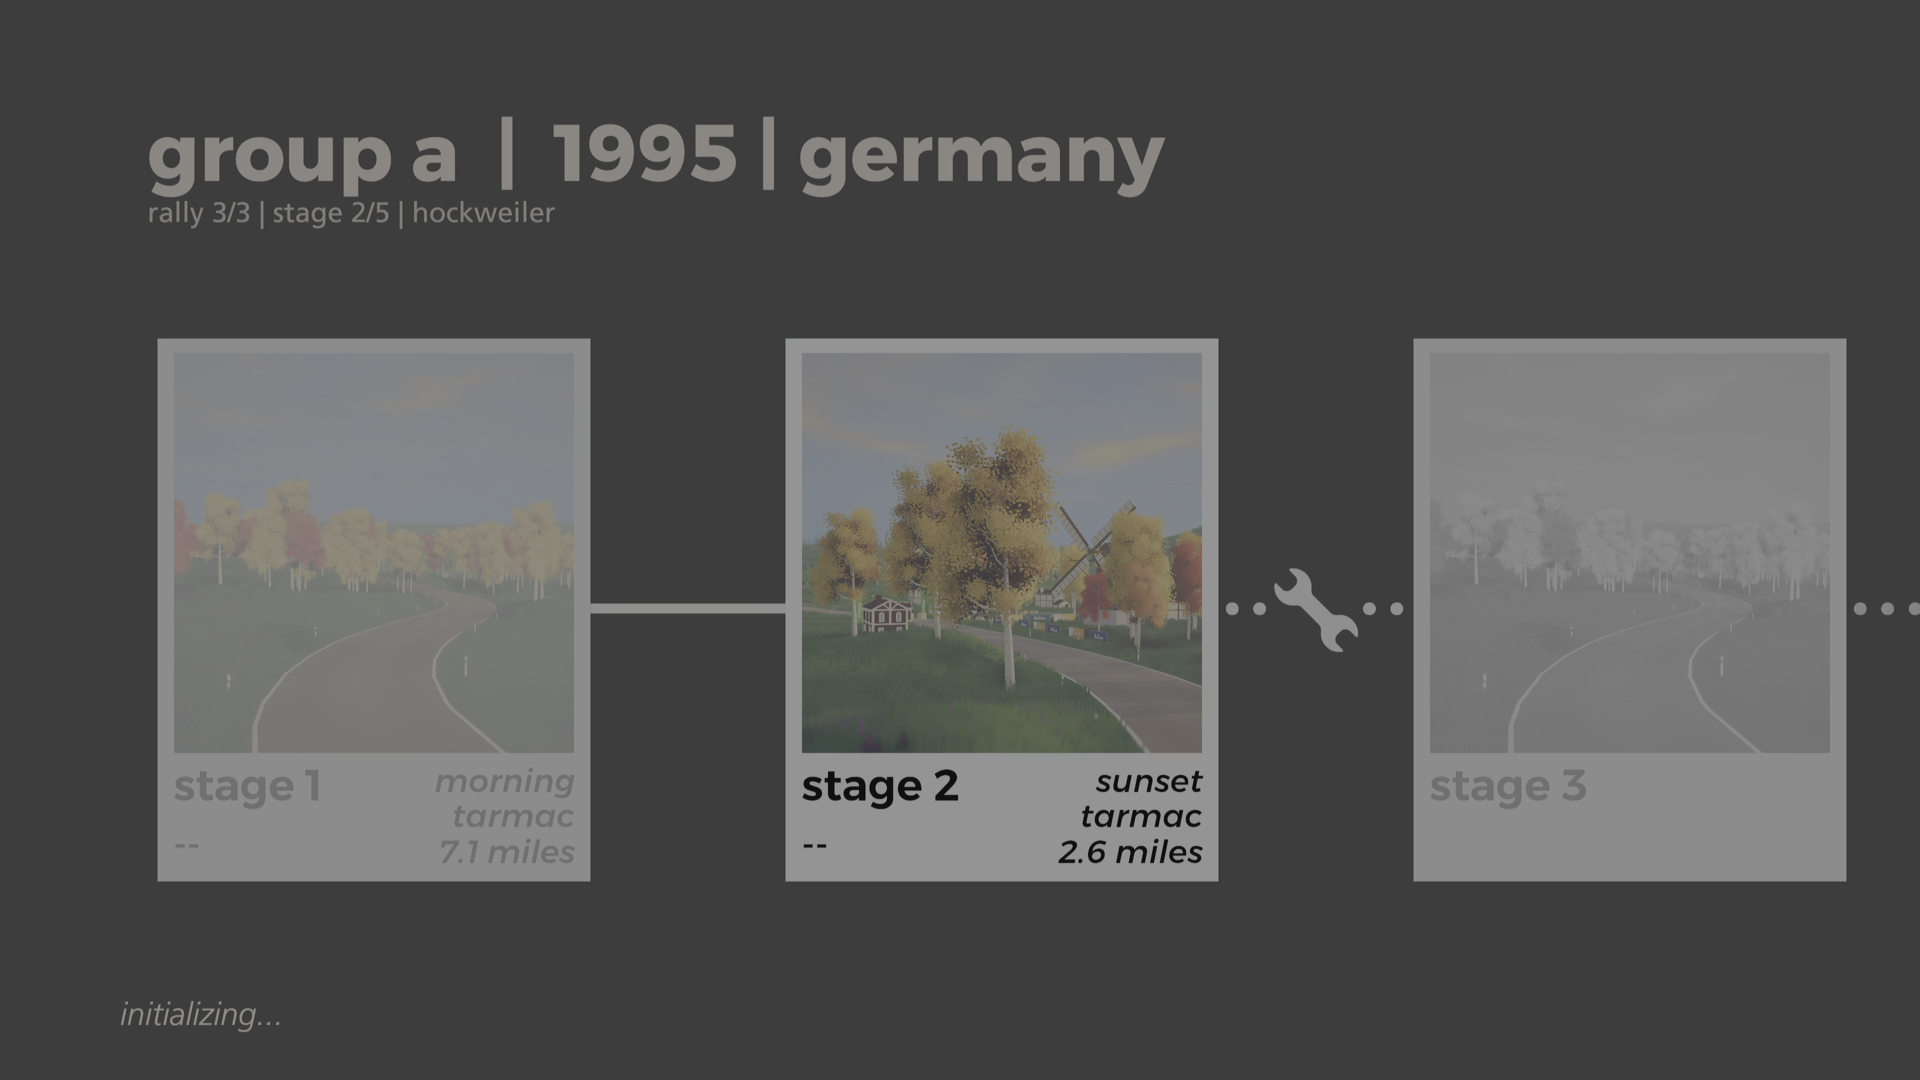 group a | 1995 | germany
rally 3/3 | stage 2/5 | hockweiler
stage 1
morning
tarmac
--
7.1 miles
stage 2
sunset
tarmac
--
2.6 miles
stage 3
initializing...